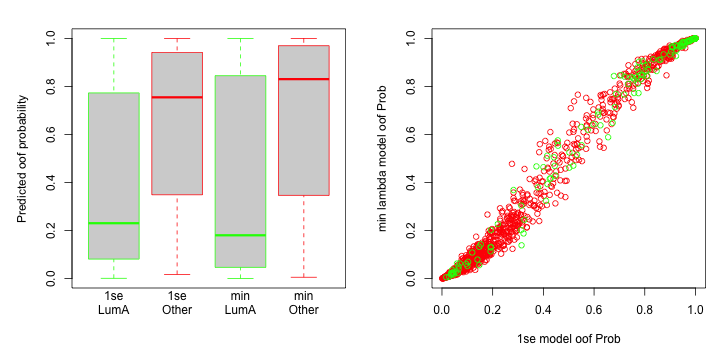 Predicted oof probability
1.0
0.8
0.6
0.4
0.2
0.0
1se LumA
1se Other
min LumA
min Other
min lambda model oof Prob
1.0
0.8
0.6
0.4
0.2
0.0
0.0 0.2 0.4 0.6 0.8 1.0
1se model oof Prob